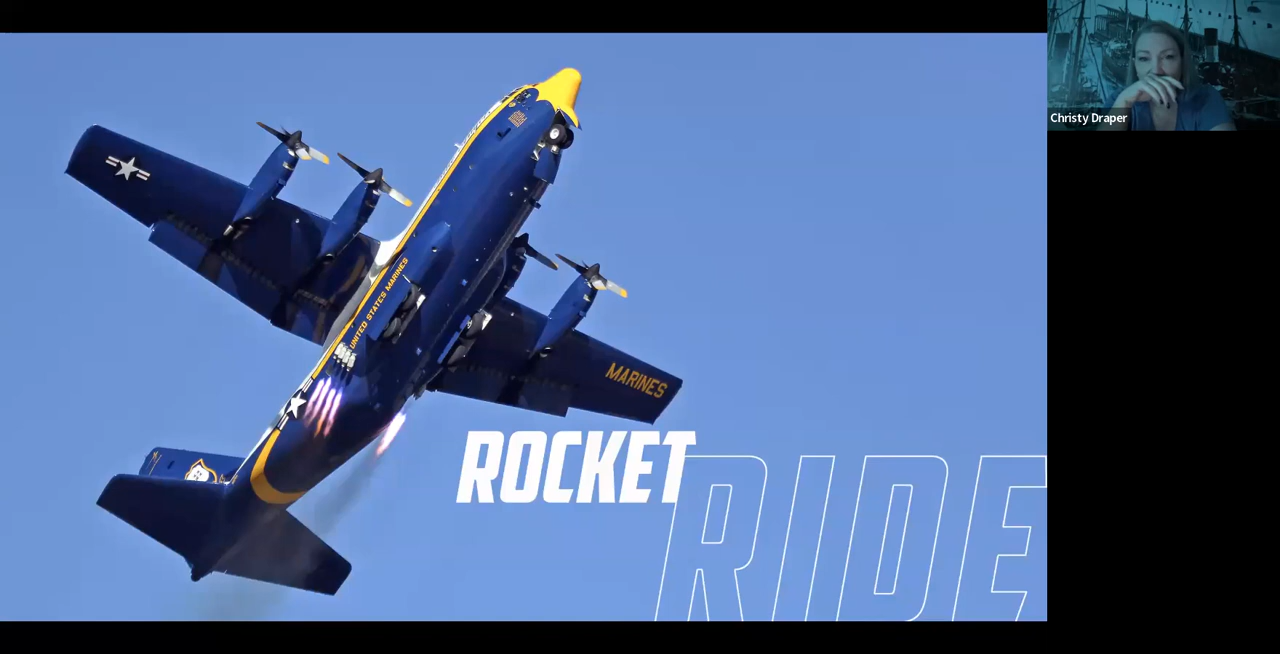 Christy Draper
UNITED STATES MARINES
MARINES
ROCKET
RIDE